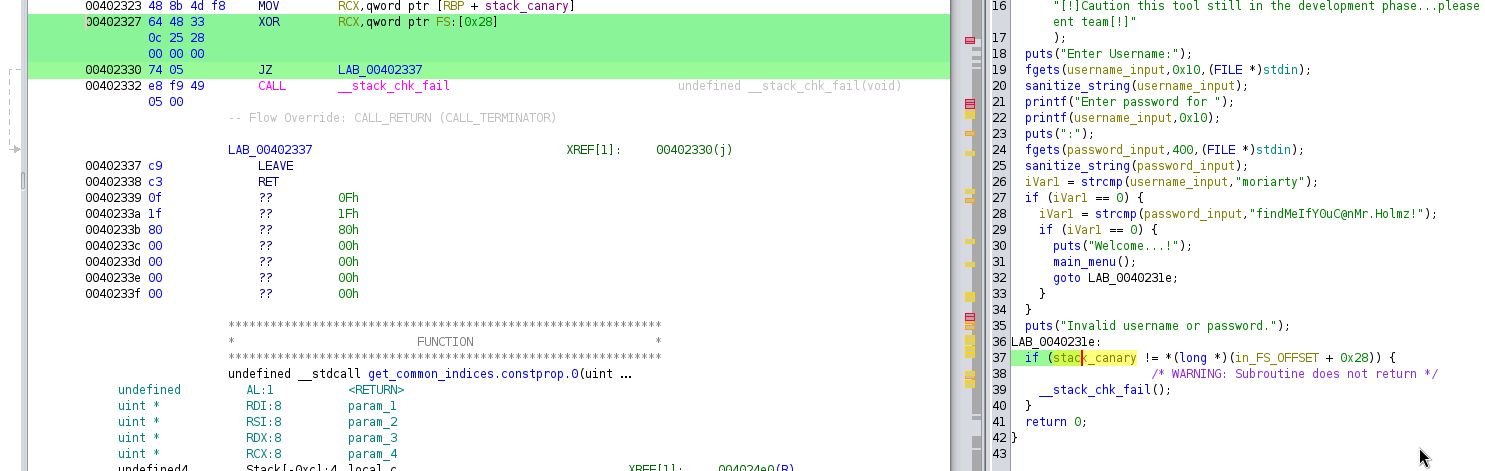 00402323 48 8b 4d f8 MOV RCX,qword ptr [RBP + stack_canary]
00402327 64 48 33 XOR RCX,qword ptr FS:[0x28]
0c 25 28
00 00 00
00402330 74 05 JZ LAB_00402337
00402332 e8 f9 49 CALL __stack_chk_fail undefined __stack_chk_fail(void)
05 00
-- Flow Override: CALL_RETURN (CALL_TERMINATOR)
LAB_00402337 XREF[1]: 00402330(j)
00402337 c9 LEAVE
00402338 c3 RET
00402339 0f ?? 0Fh
0040233a 1f ?? 1Fh
0040233b 80 ?? 80h
0040233c 00 ?? 00h
0040233d 00 ?? 00h
0040233e 00 ?? 00h
0040233f 00 ?? 00h
*************************************************************
* FUNCTION *
*************************************************************
undefined __stdcall get_common_indices.constprop.0(uint ...
undefined AL:1 <RETURN>
uint * RDI:8 param_1
uint * RSI:8 param_2
uint * RDX:8 param_3
uint * RCX:8 param_4
undefined4 Stack[-0xc]:4 local_c XREF[1]: 004024e0(R)
16 "[!]Caution this tool still in the development phase...please
ent team[!]"
17 );
18 puts("Enter Username:");
19 fgets(username_input,0x10,(FILE *)stdin);
20 sanitize_string(username_input);
21 printf("Enter password for ");
22 printf(username_input,0x10);
23 puts(":");
24 fgets(password_input,400,(FILE *)stdin);
25 sanitize_string(password_input);
26 iVar1 = strcmp(username_input,"moriarty");
27 if (iVar1 == 0) {
28 iVar1 = strcmp(password_input,"findMeIfY0uC@nMr.Holmz!");
29 if (iVar1 == 0) {
30 puts("Welcome...!");
31 main_menu();
32 goto LAB_0040231e;
33 }
34 }
35 puts("Invalid username or password.");
36 LAB_0040231e:
37 if (stack_canary != *(long *)(in_FS_OFFSET + 0x28)) {
38 /* WARNING: Subroutine does not return */
39 __stack_chk_fail();
40 }
41 return 0;
42 }
43